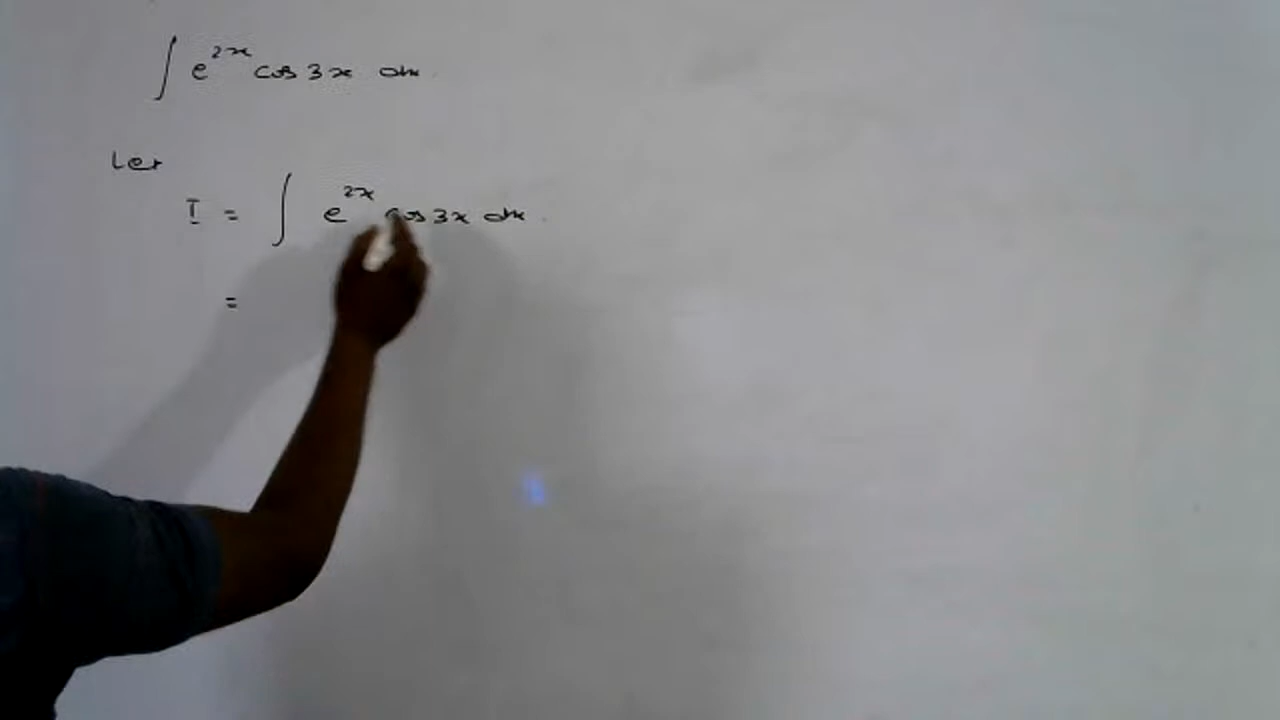 ∫ e^{2x} cos 3x dx
Let
I = ∫ e^{2x} cos 3x dx.
=